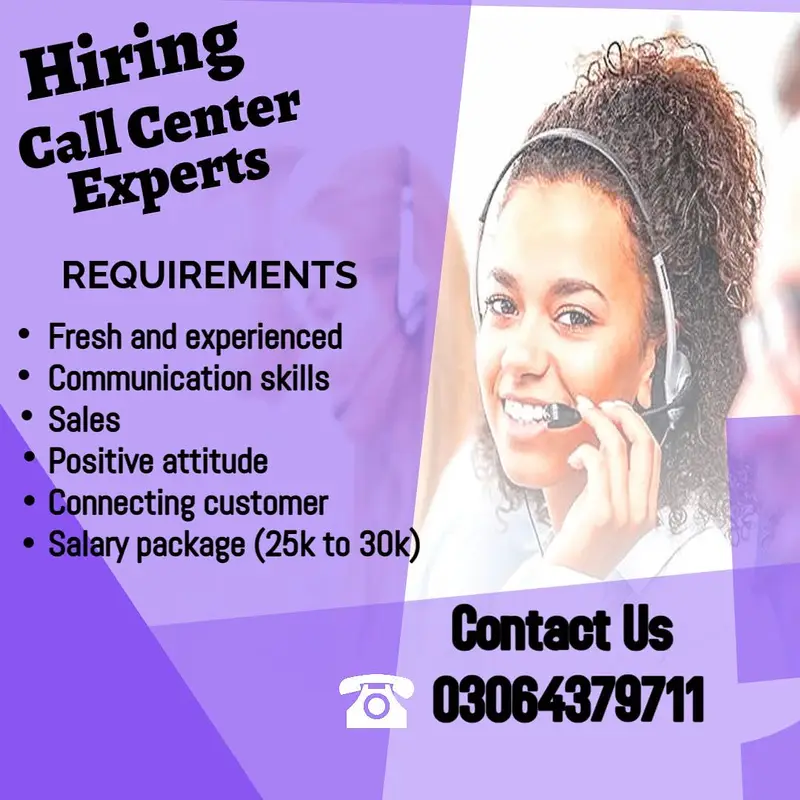 Hiring
Call Center
Experts
REQUIREMENTS
• Fresh and experienced
• Communication skills
• Sales
• Positive attitude
• Connecting customer
• Salary package (25k to 30k)
Contact Us
03064379711